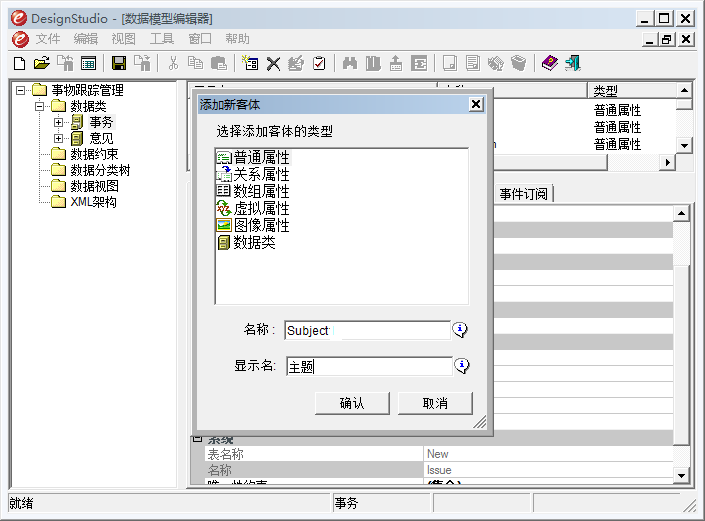 DesignStudio - [数据模型编辑器]
文件 编辑 视图 工具 窗口 帮助
事物跟踪管理
数据类
事务
意见
数据约束
数据分类树
数据视图
XML架构
类型
普通属性
普通属性
普通属性
事件订阅
添加新客体
选择添加客体的类型
普通属性
关系属性
数组属性
虚拟属性
图像属性
数据类
名称: Subject
显示名: 主题
确认 取消
系统
表名称 New
名称 Issue
就绪 事务